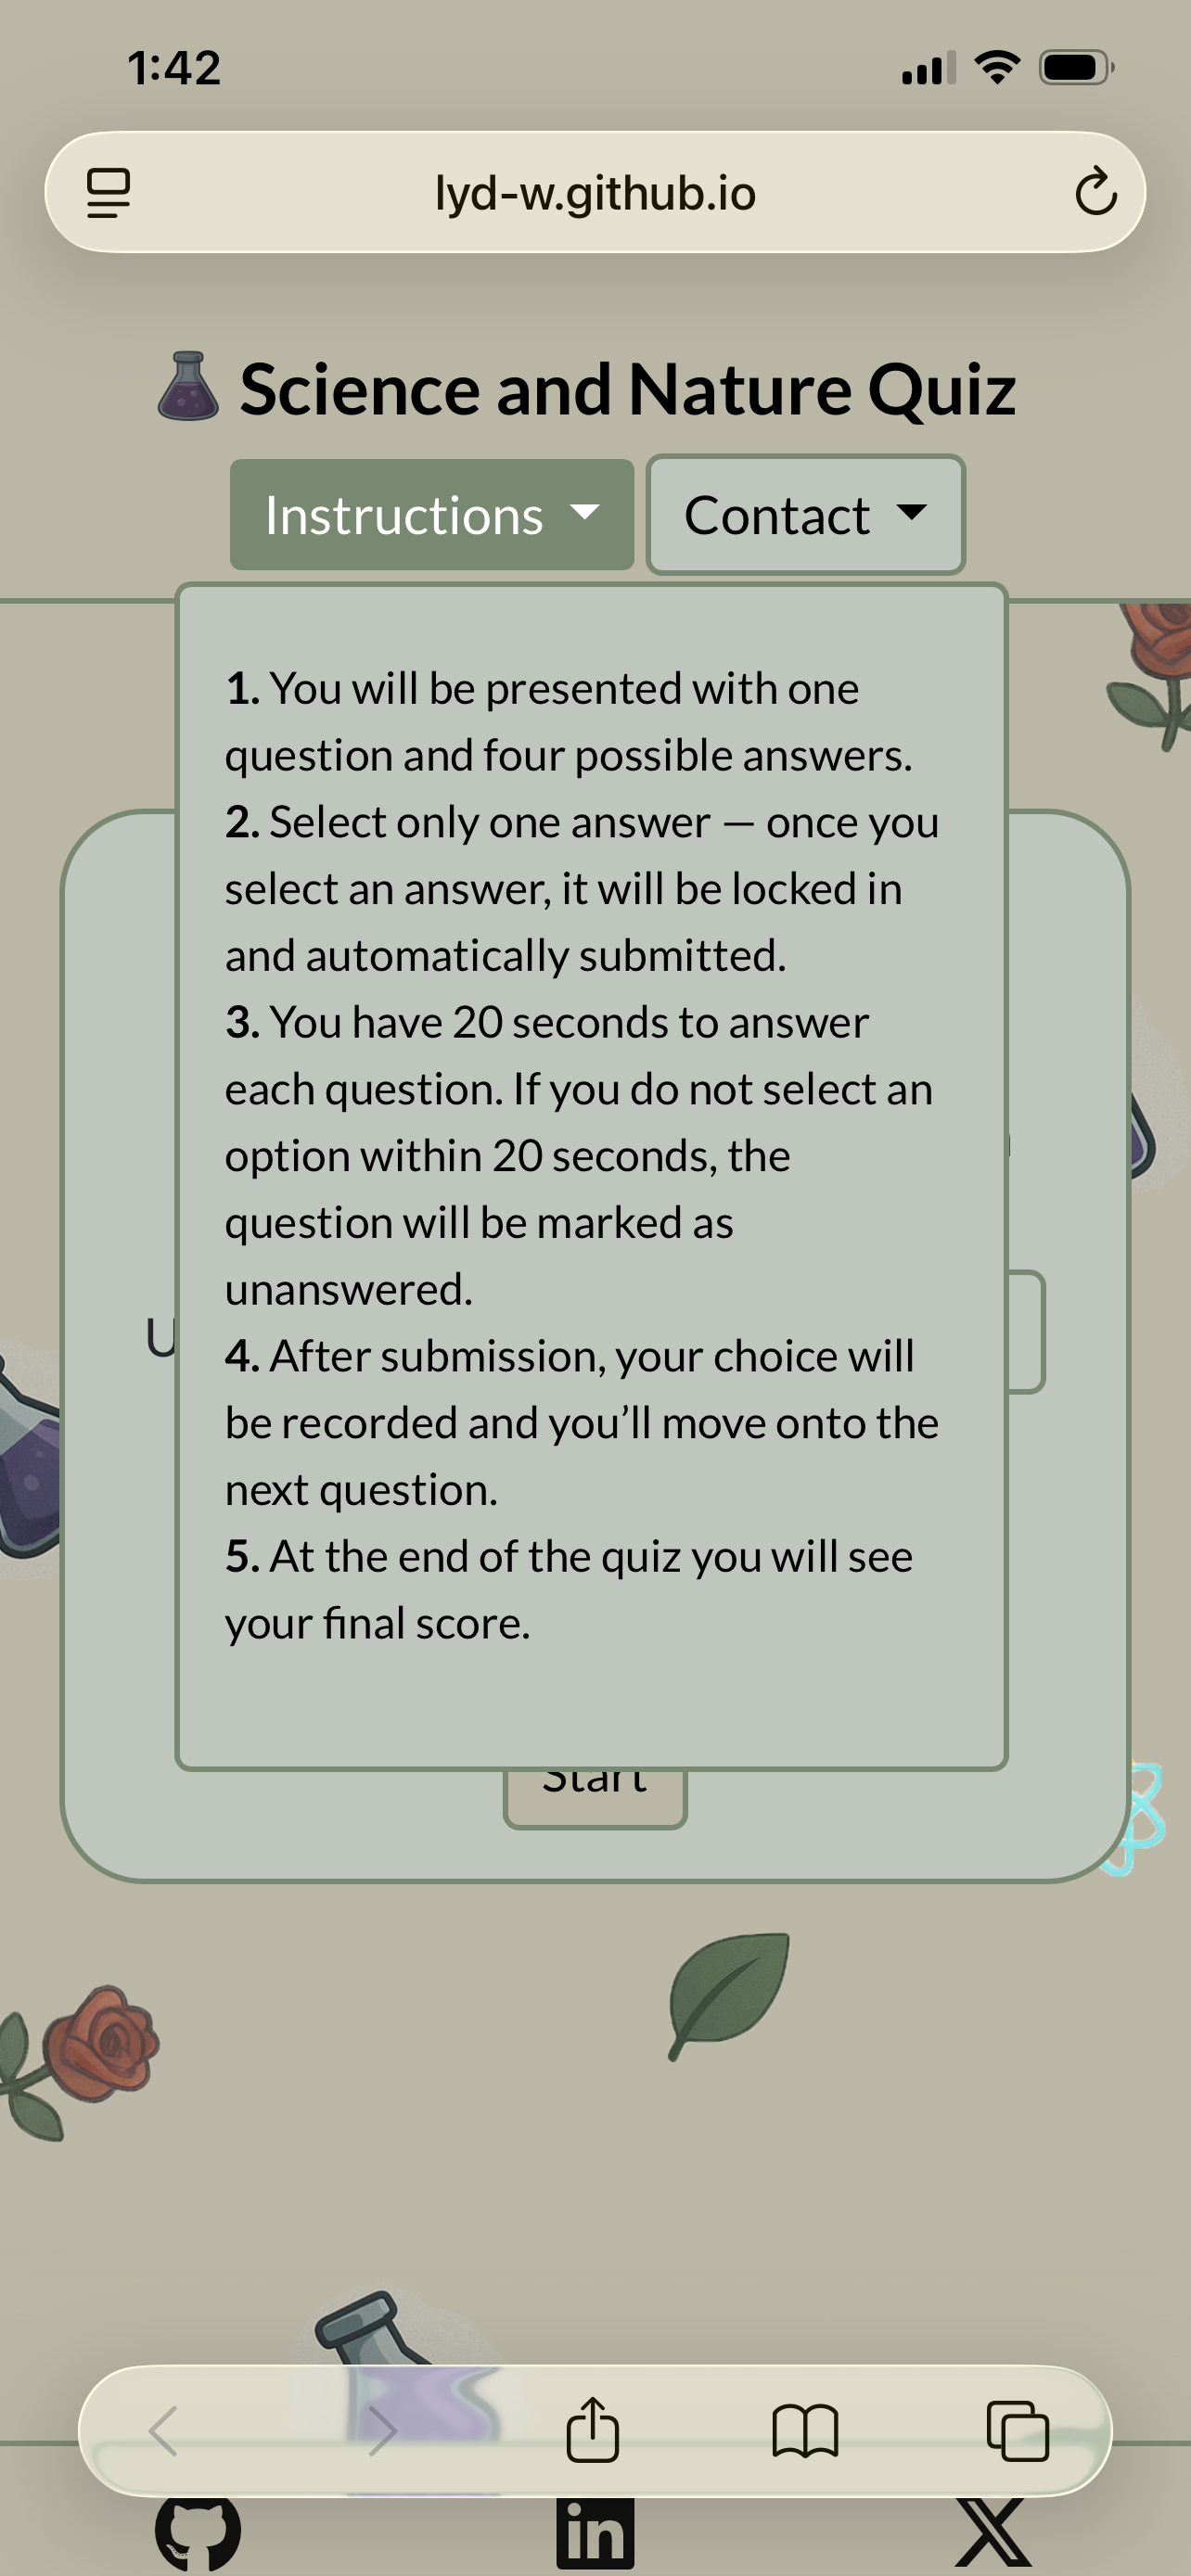 1:42
lyd-w.github.io
Science and Nature Quiz
Instructions
Contact
1. You will be presented with one
question and four possible answers.
2. Select only one answer — once you
select an answer, it will be locked in
and automatically submitted.
3. You have 20 seconds to answer
each question. If you do not select an
option within 20 seconds, the
question will be marked as
unanswered.
4. After submission, your choice will
be recorded and you’ll move onto the
next question.
5. At the end of the quiz you will see
your final score.
U
Start
in
X